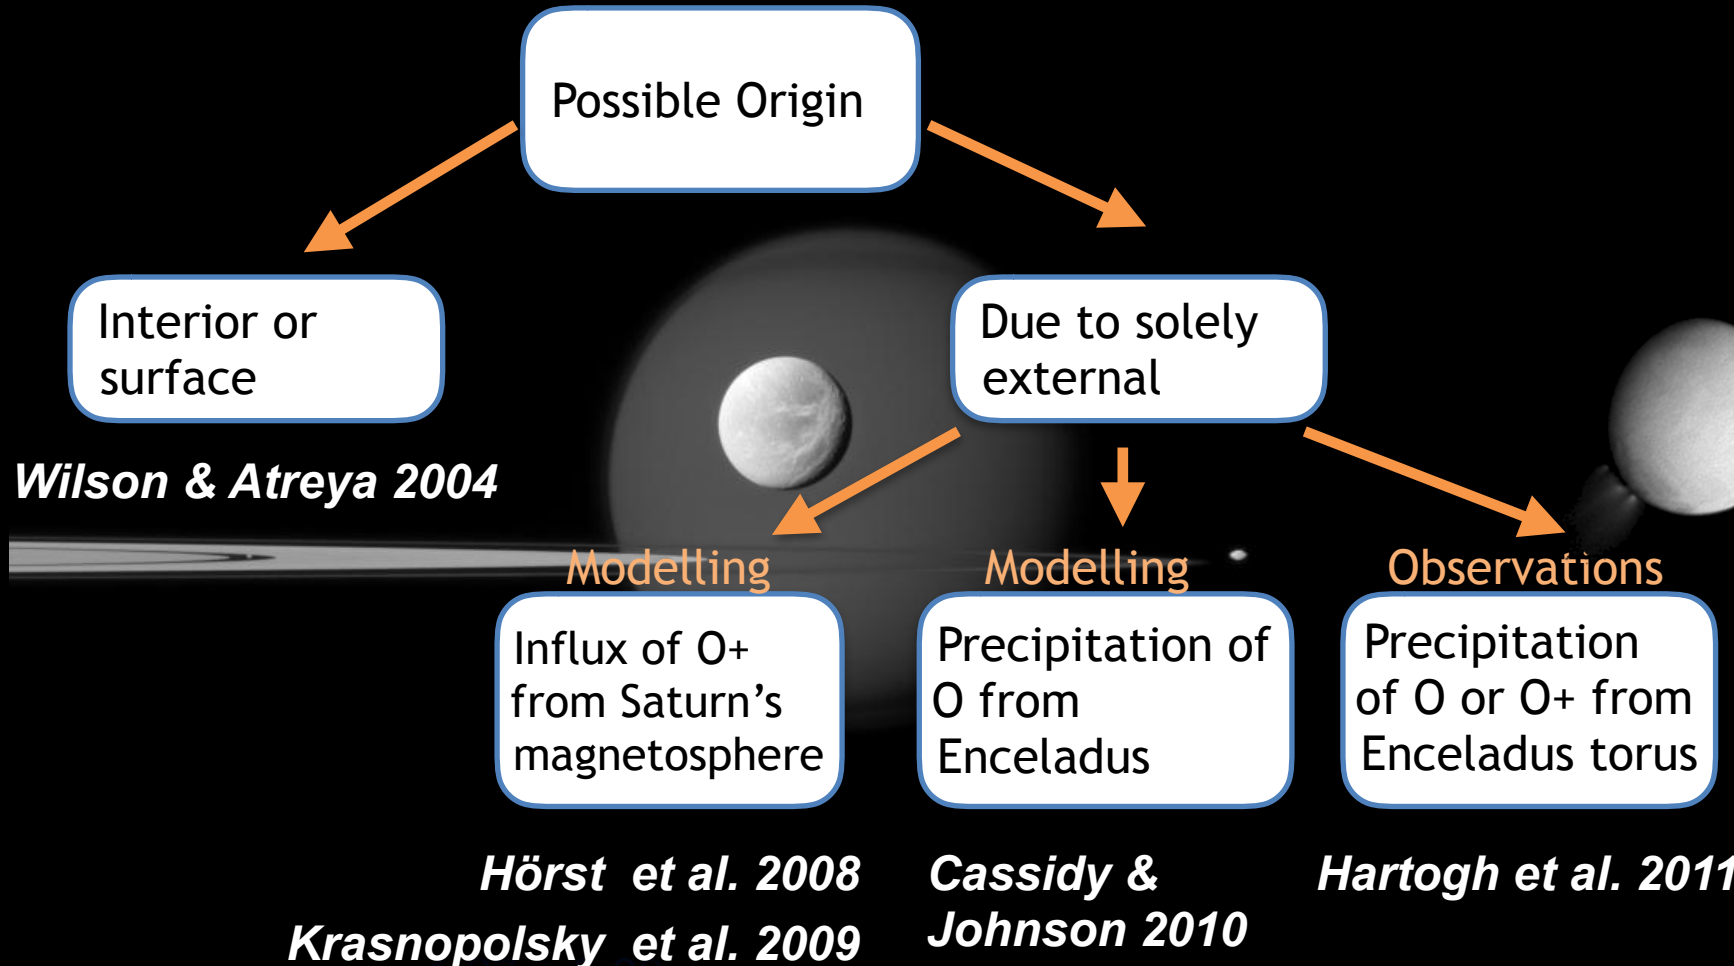 Possible Origin
Interior or
surface
Wilson & Atreya 2004
Due to solely
external
Modelling
Influx of O+
from Saturn’s
magnetosphere
Hörst et al. 2008
Krasnopolsky et al. 2009
Modelling
Precipitation of
O from
Enceladus
Cassidy &
Johnson 2010
Observations
Precipitation
of O or O+ from
Enceladus torus
Hartogh et al. 2011